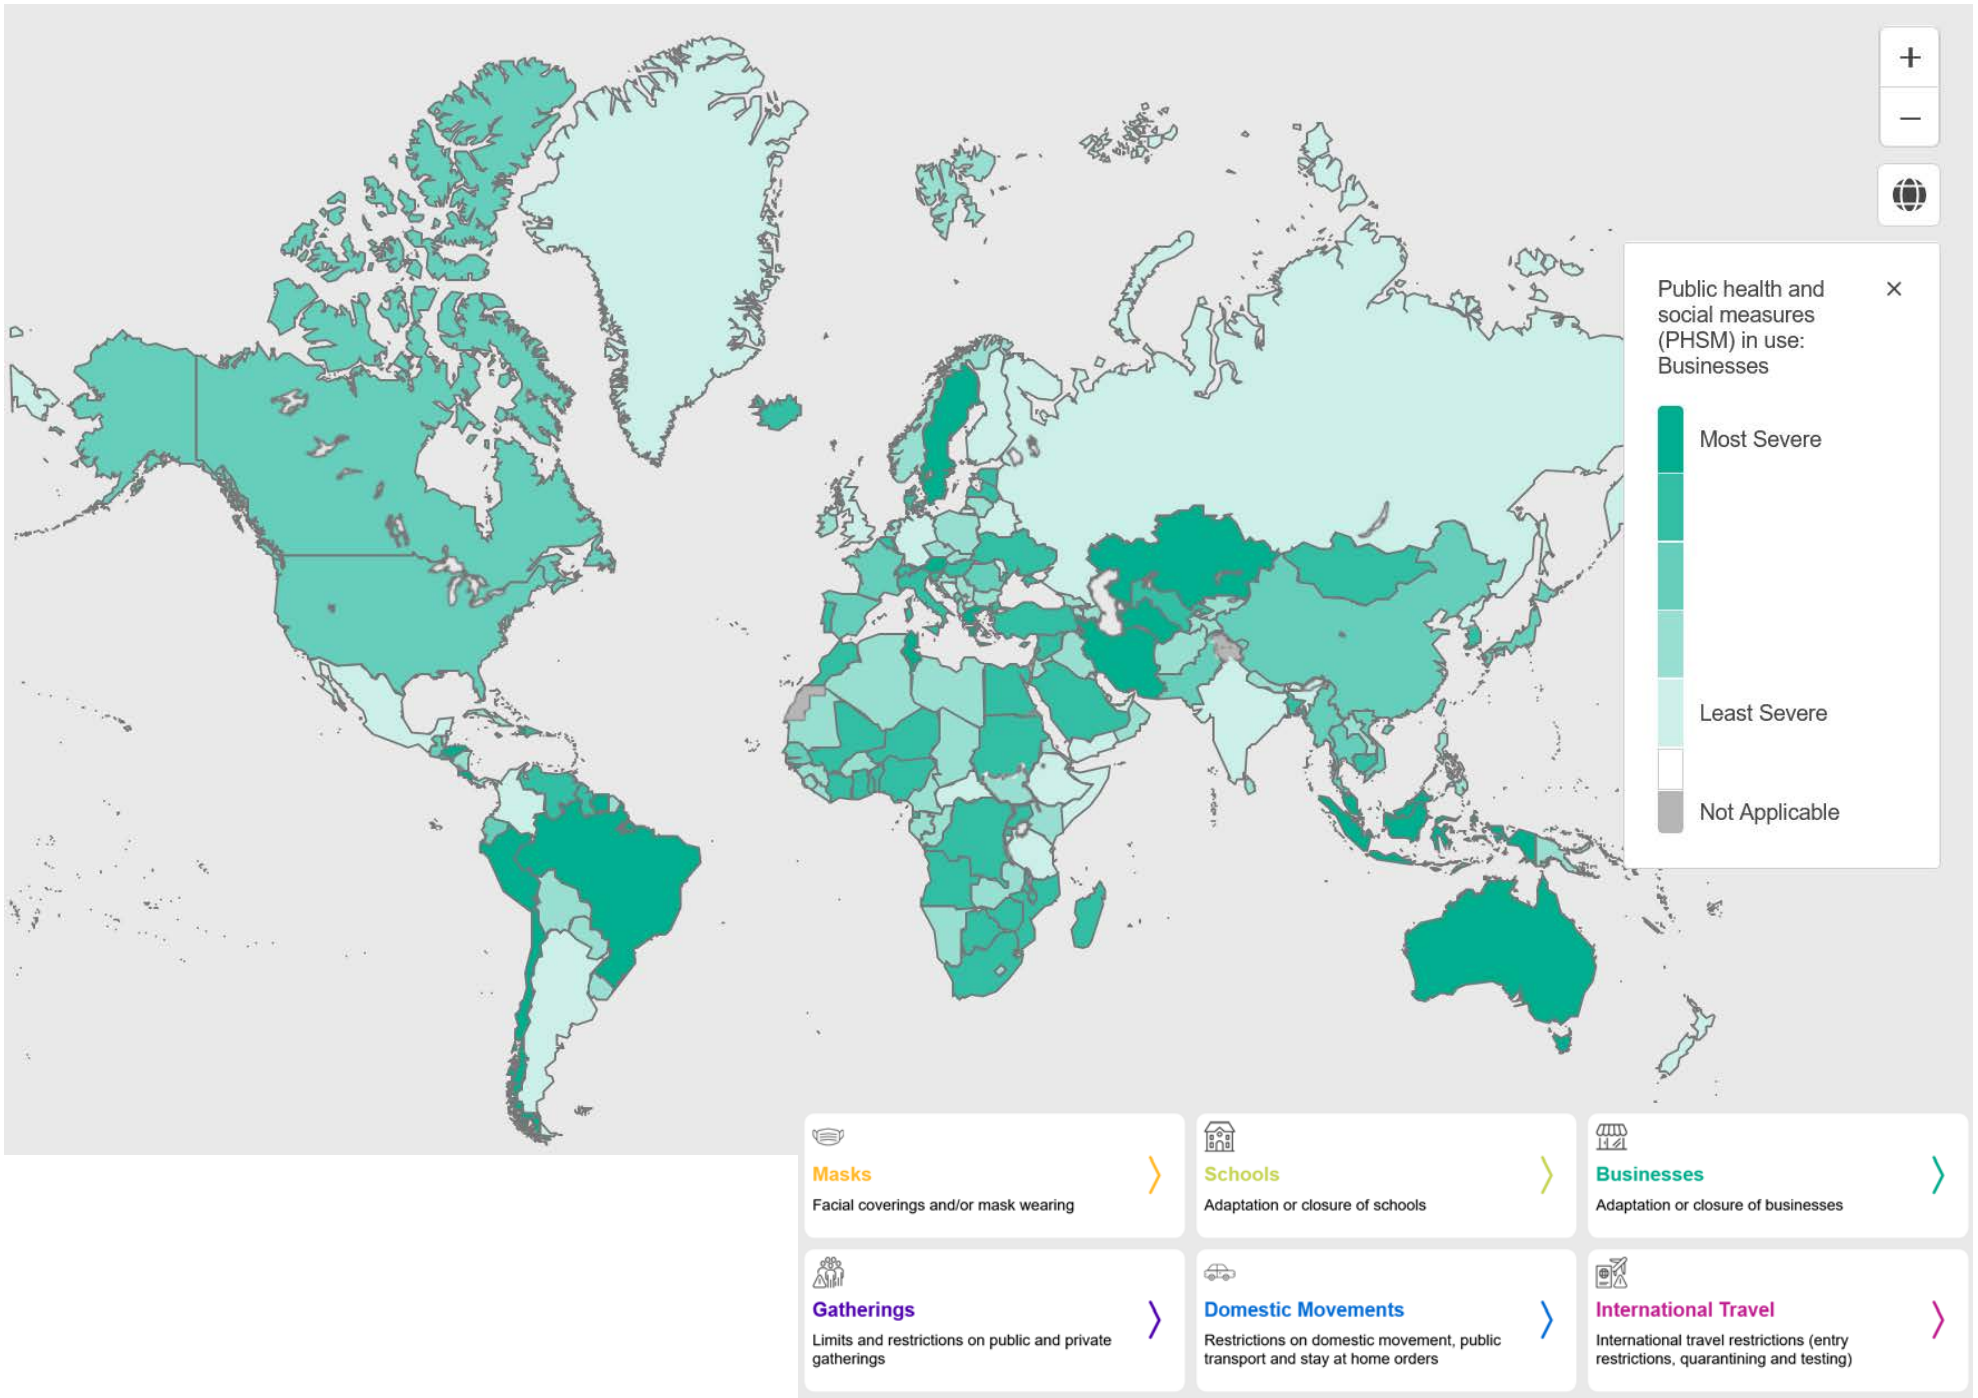 +
−
Public health and
social measures
(PHSM) in use:
Businesses
×
Most Severe
Least Severe
Not Applicable
Masks
Facial coverings and/or mask wearing
Schools
Adaptation or closure of schools
Businesses
Adaptation or closure of businesses
Gatherings
Limits and restrictions on public and private
gatherings
Domestic Movements
Restrictions on domestic movement, public
transport and stay at home orders
International Travel
International travel restrictions (entry
restrictions, quarantining and testing)